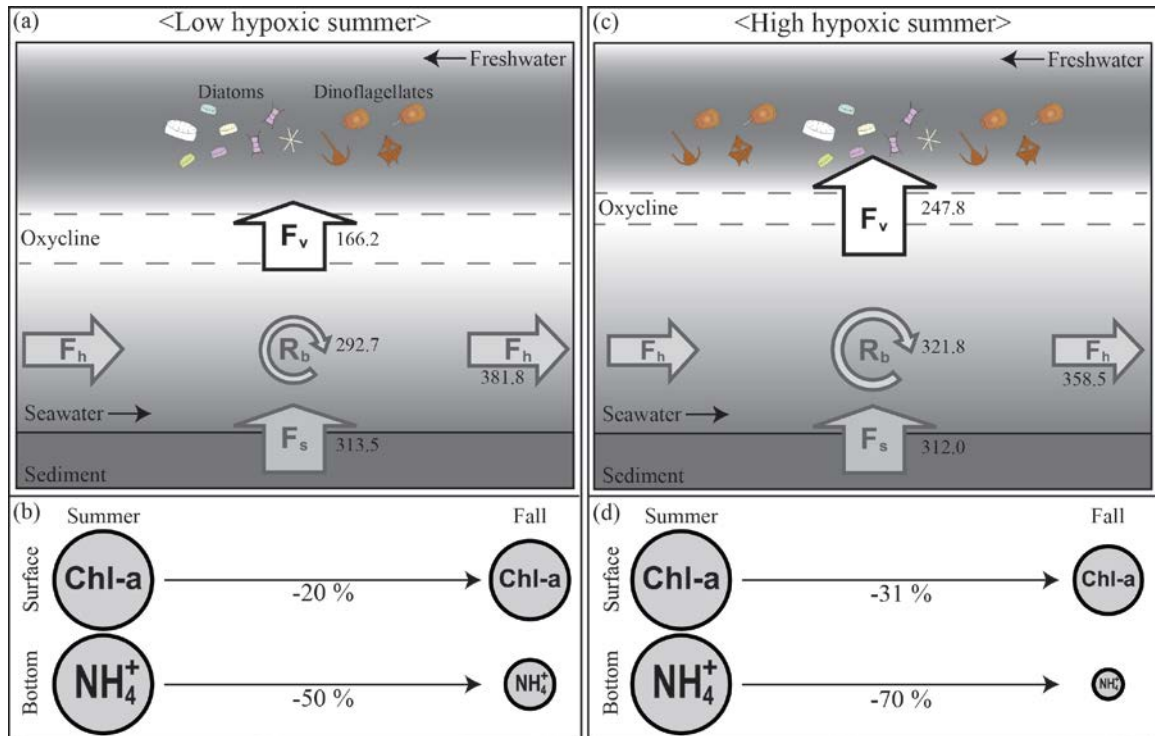 (a)
<Low hypoxic summer>
Freshwater
Diatoms
Dinoflagellates
Oxycline
Fv
166.2
Fh
Rb
292.7
Fh
381.8
Seawater
Fs
313.5
Sediment
(b)
Summer
Fall
Surface
Chl-a
-20 %
Chl-a
Bottom
NH4+
-50 %
NH4+
(c)
<High hypoxic summer>
Freshwater
Oxycline
Fv
247.8
Fh
Rb
321.8
Fh
358.5
Seawater
Fs
312.0
Sediment
(d)
Summer
Fall
Surface
Chl-a
-31 %
Chl-a
Bottom
NH4+
-70 %
NH4+